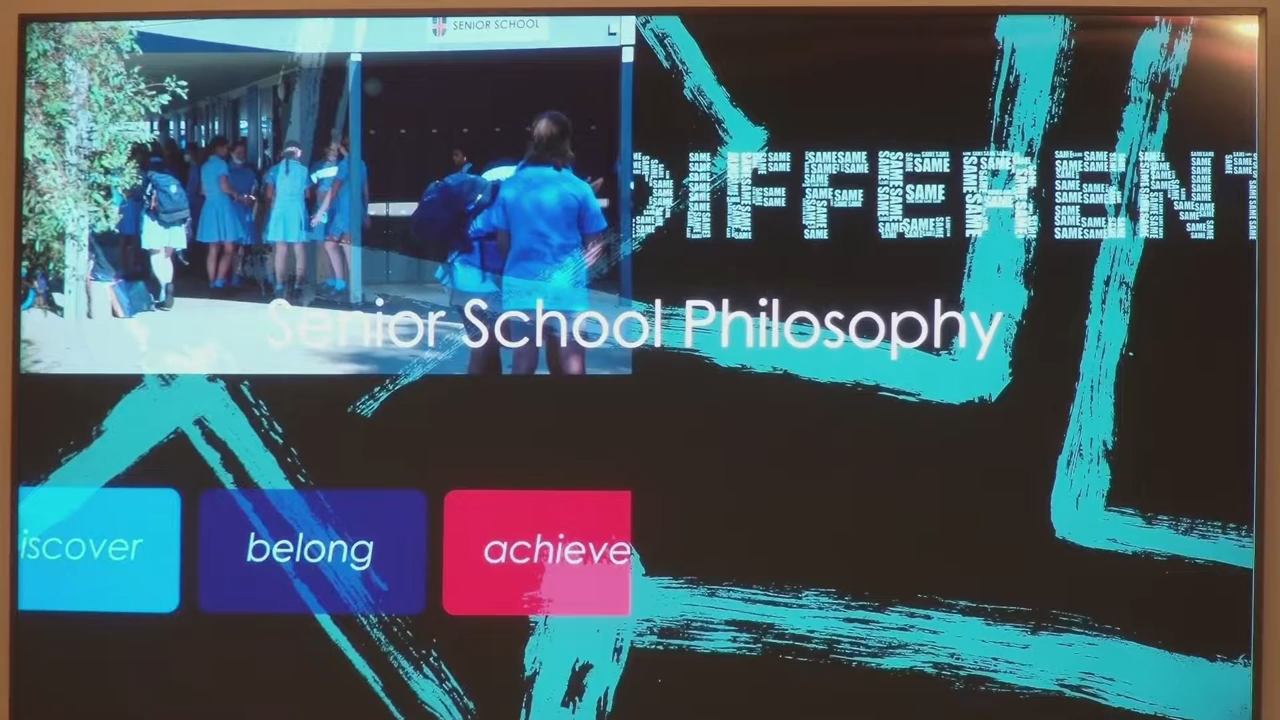 SENIOR SCHOOL
DIFFERENT
Senior School Philosophy
iscover
belong
achieve